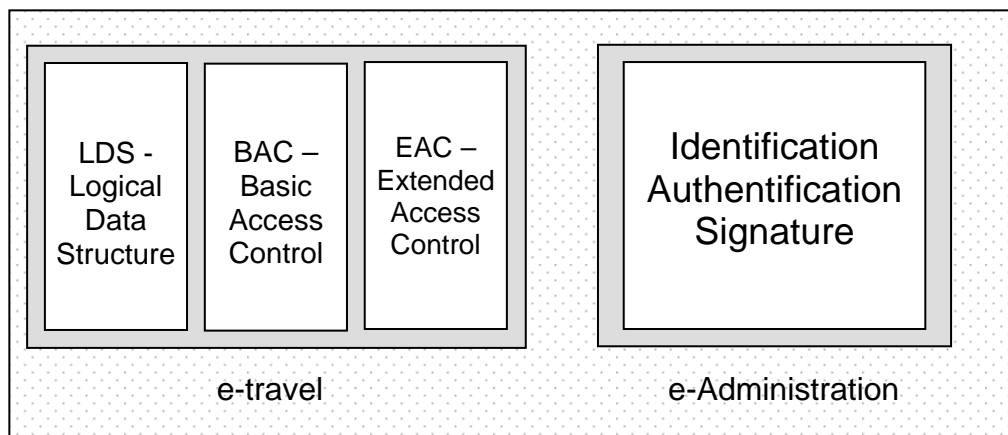 LDS -
Logical
Data
Structure
BAC –
Basic
Access
Control
EAC –
Extended
Access
Control
Identification
Authentification
Signature
e-travel
e-Administration